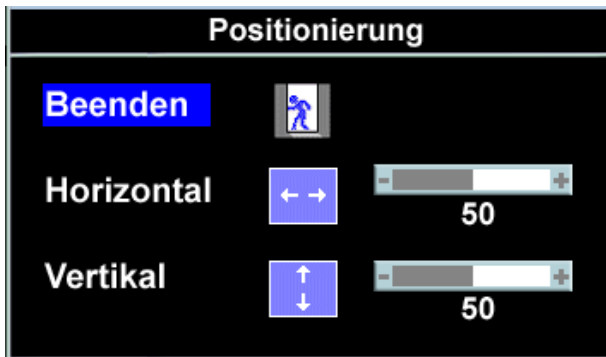 Positionierung
Beenden
Horizontal
- +
50
Vertikal
- +
50